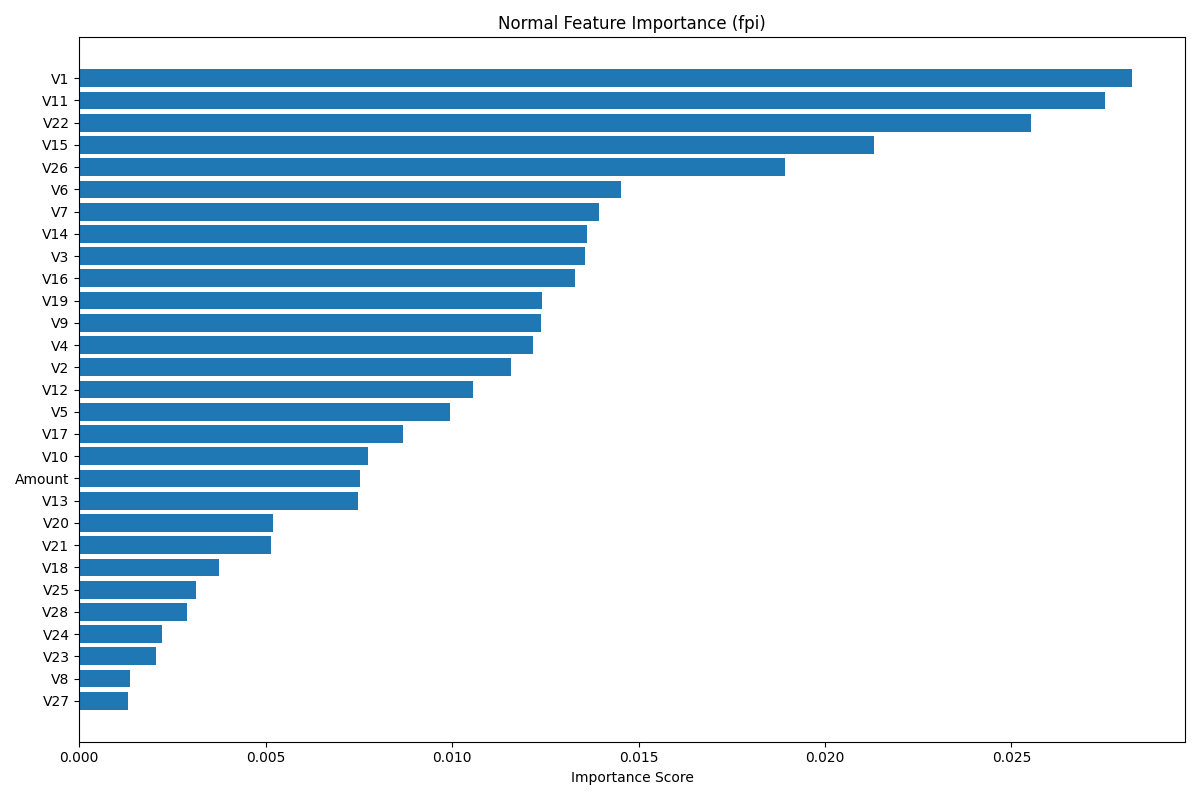 Normal Feature Importance (fpi)
V1
V11
V22
V15
V26
V6
V7
V14
V3
V16
V19
V9
V4
V2
V12
V5
V17
V10
Amount
V13
V20
V21
V18
V25
V28
V24
V23
V8
V27
0.000 0.005 0.010 0.015 0.020 0.025
Importance Score